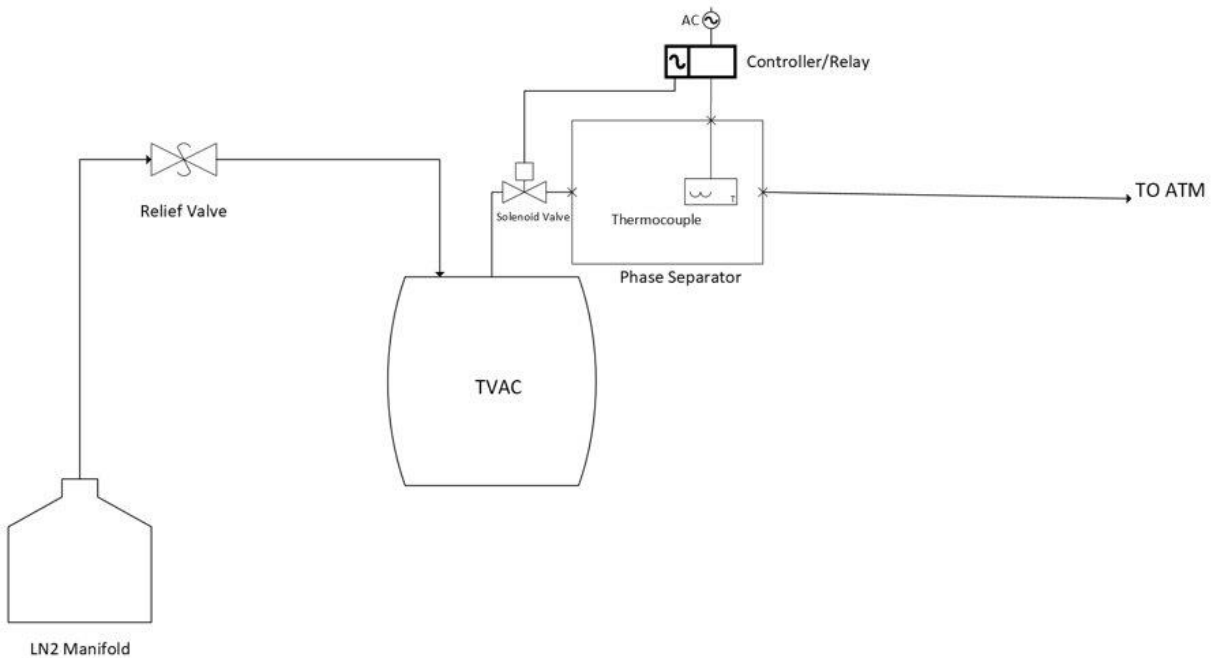 AC
Controller/Relay
Relief Valve
Solenoid Valve
Thermocouple
T
TO ATM
Phase Separator
TVAC
LN2 Manifold